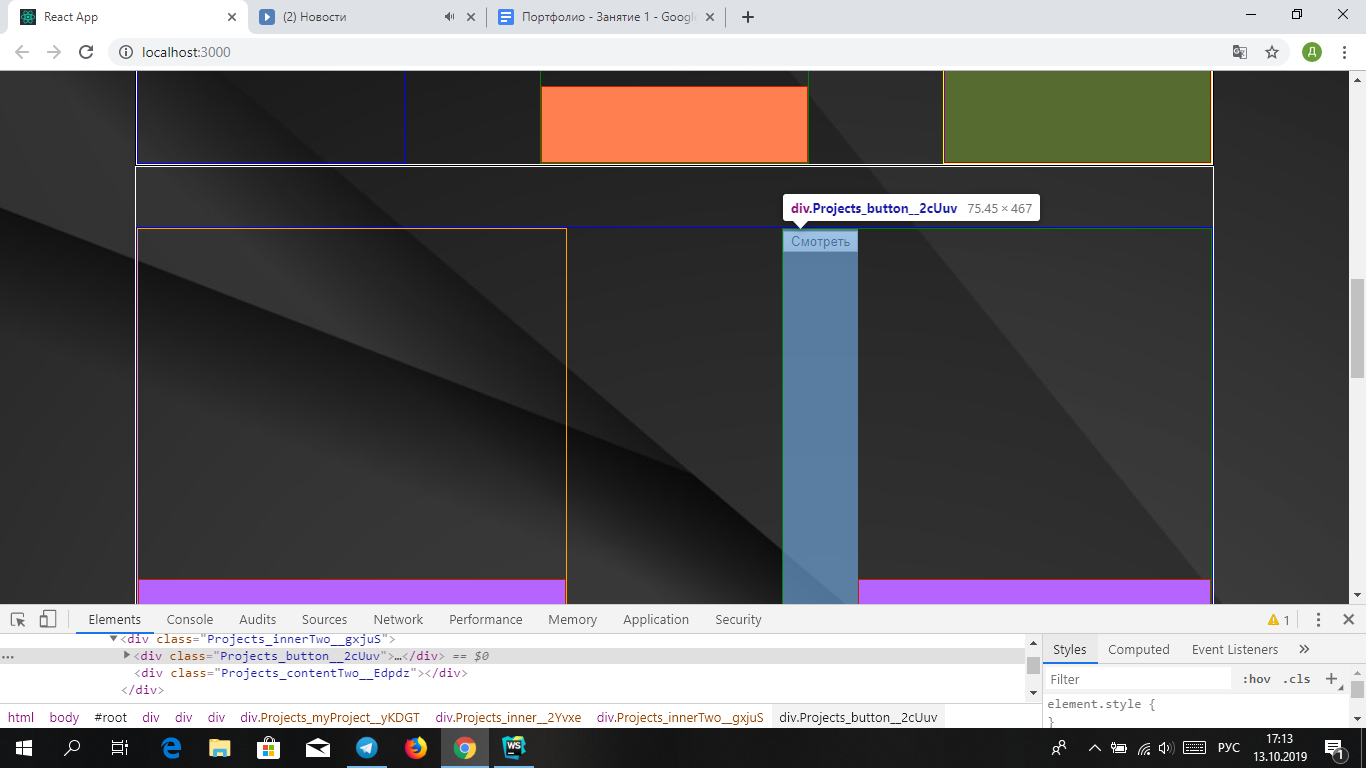 React App
(2) Новости
Портфолио - Занятие 1 - Google
localhost:3000
Д
div.Projects_button__2cUuv 75.45 × 467
Смотреть
Elements Console Audits Sources Network Performance Memory Application Security 1
<div class="Projects_innerTwo__gxjuS">
<div class="Projects_button__2cUuv">…</div> == $0
<div class="Projects_contentTwo__Edpdz"></div>
</div>
html body #root div div div div.Projects_myProject__yKDGT div.Projects_inner__2Yvxe div.Projects_innerTwo__gxjuS div.Projects_button__2cUuv
Styles Computed Event Listeners »
Filter :hov .cls +
element.style {
}
WS
РУС
17:13
13.10.2019
1